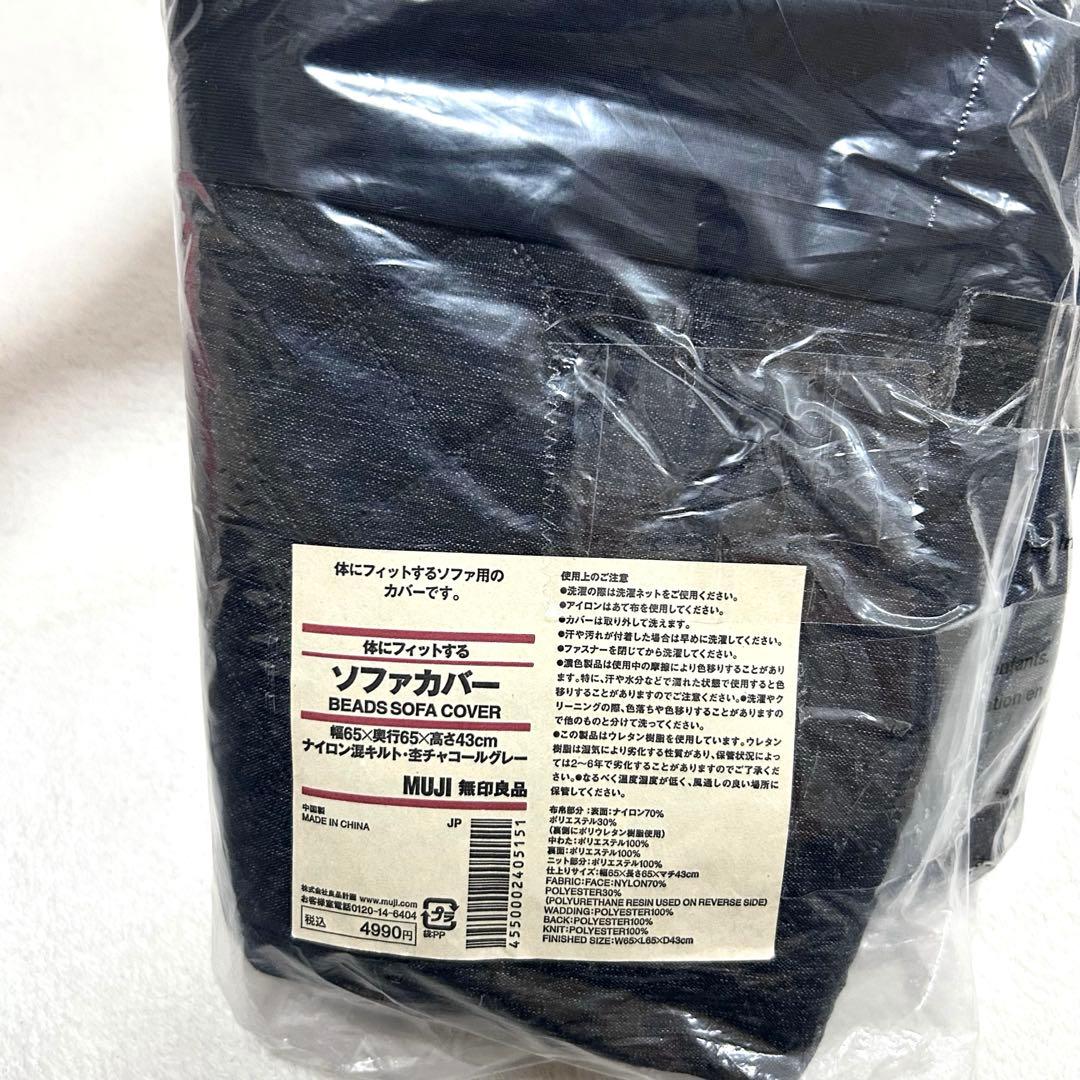 体にフィットするソファ用の
カバーです。
体にフィットする
ソファカバー
BEADS SOFA COVER
幅65×奥行65×高さ43cm
ナイロン混キルト・杢チャコールグレー
MUJI 無印良品
中国製
MADE IN CHINA
JP
株式会社良品計画 www.muji.com
お客様室電話0120-14-6404
税込 4990円
プラ
袋:PP
4550002405151
使用上のご注意
●洗濯の際は洗濯ネットをご使用ください。
●アイロンはあて布を使用してください。
●カバーは取り外して洗えます。
●汗や汚れが付着した場合は早めに洗濯してください。
●ファスナーを閉じてから洗濯してください。
●濃色製品は使用中の摩擦により色移りすることがあり
ます。特に、汗や水分などで濡れた状態で使用すると色
移りすることがありますのでご注意ください。●洗濯やク
リーニングの際、色落ちや色移りすることがありますの
で他のものと分けて洗ってください。
●この製品はウレタン樹脂を使用しています。ウレタン
樹脂は湿気により劣化する性質があり、保管状況によっ
ては2~6年で劣化することがありますのでご了承くださ
い。●なるべく温度湿度が低く、風通しの良い場所に
保管してください。
布帛部分:表面:ナイロン70%
ポリエステル30%
(裏側にポリウレタン樹脂使用)
中わた:ポリエステル100%
裏面:ポリエステル100%
ニット部分:ポリエステル100%
仕上りサイズ:幅65×長さ65×マチ43cm
FABRIC:FACE:NYLON70%
POLYESTER30%
(POLYURETHANE RESIN USED ON REVERSE SIDE)
WADDING:POLYESTER100%
BACK:POLYESTER100%
KNIT:POLYESTER100%
FINISHED SIZE:W65×L65×D43cm
enfants.
ation en